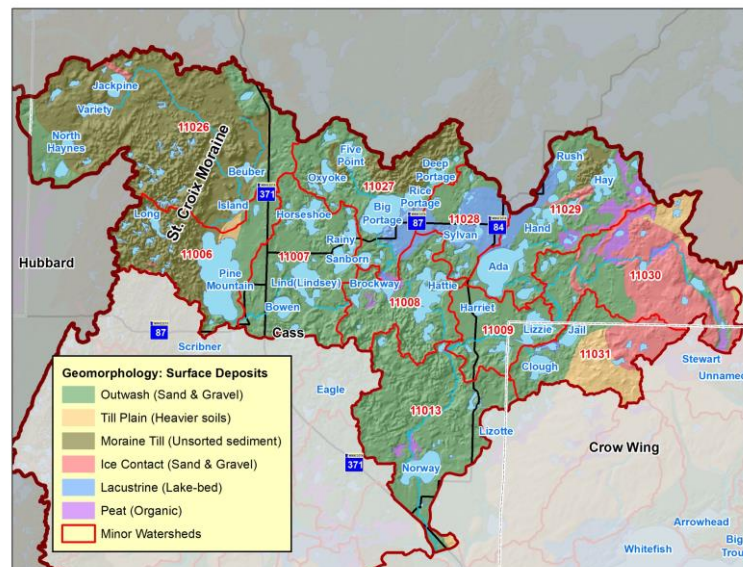 Jackpine
Variety
North
Haynes
11026
St. Croix Moraine
Beuber
371
Island
Long
11006
Pine
Mountain
Hubbard
87
Scribner
Five
Point
Oxyoke
11027
Deep
Portage
Rice
Portage
Big
Portage
87
11028
Sylvan
84
Horseshoe
Rainy
Sanborn
11007
Lind(Lindsey)
Bowen
Brockway
11008
Hattie
Cass
Rush
Hay
11029
Hand
Ada
11030
Harriet
11009
Lizzie
Jail
Clough
11031
Stewart
Unnamed
Eagle
11013
Lizotte
Crow Wing
371
Norway
Arrowhead
Big
Trou
Whitefish
Geomorphology: Surface Deposits
Outwash (Sand & Gravel)
Till Plain (Heavier soils)
Moraine Till (Unsorted sediment)
Ice Contact (Sand & Gravel)
Lacustrine (Lake-bed)
Peat (Organic)
Minor Watersheds